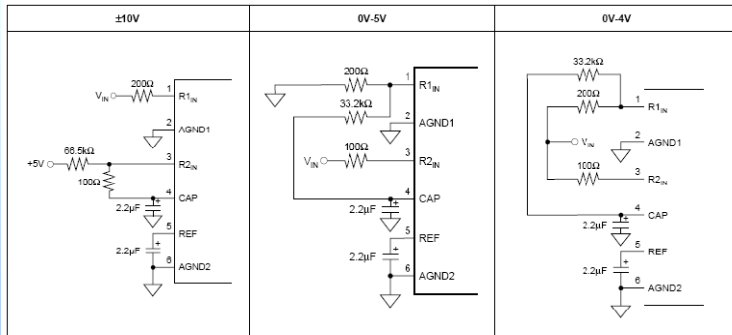 ±10V
0V-5V
0V-4V
200Ω
V_IN
1
R1_IN
2
AGND1
66.5kΩ
+5V
3
R2_IN
100Ω
4
CAP
2.2µF
+
5
REF
2.2µF
+
6
AGND2
200Ω
1
R1_IN
33.2kΩ
2
AGND1
100Ω
V_IN
3
R2_IN
4
CAP
2.2µF
+
5
REF
2.2µF
+
6
AGND2
33.2kΩ
200Ω
1
R1_IN
V_IN
2
AGND1
100Ω
3
R2_IN
4
CAP
2.2µF
+
5
REF
2.2µF
+
6
AGND2